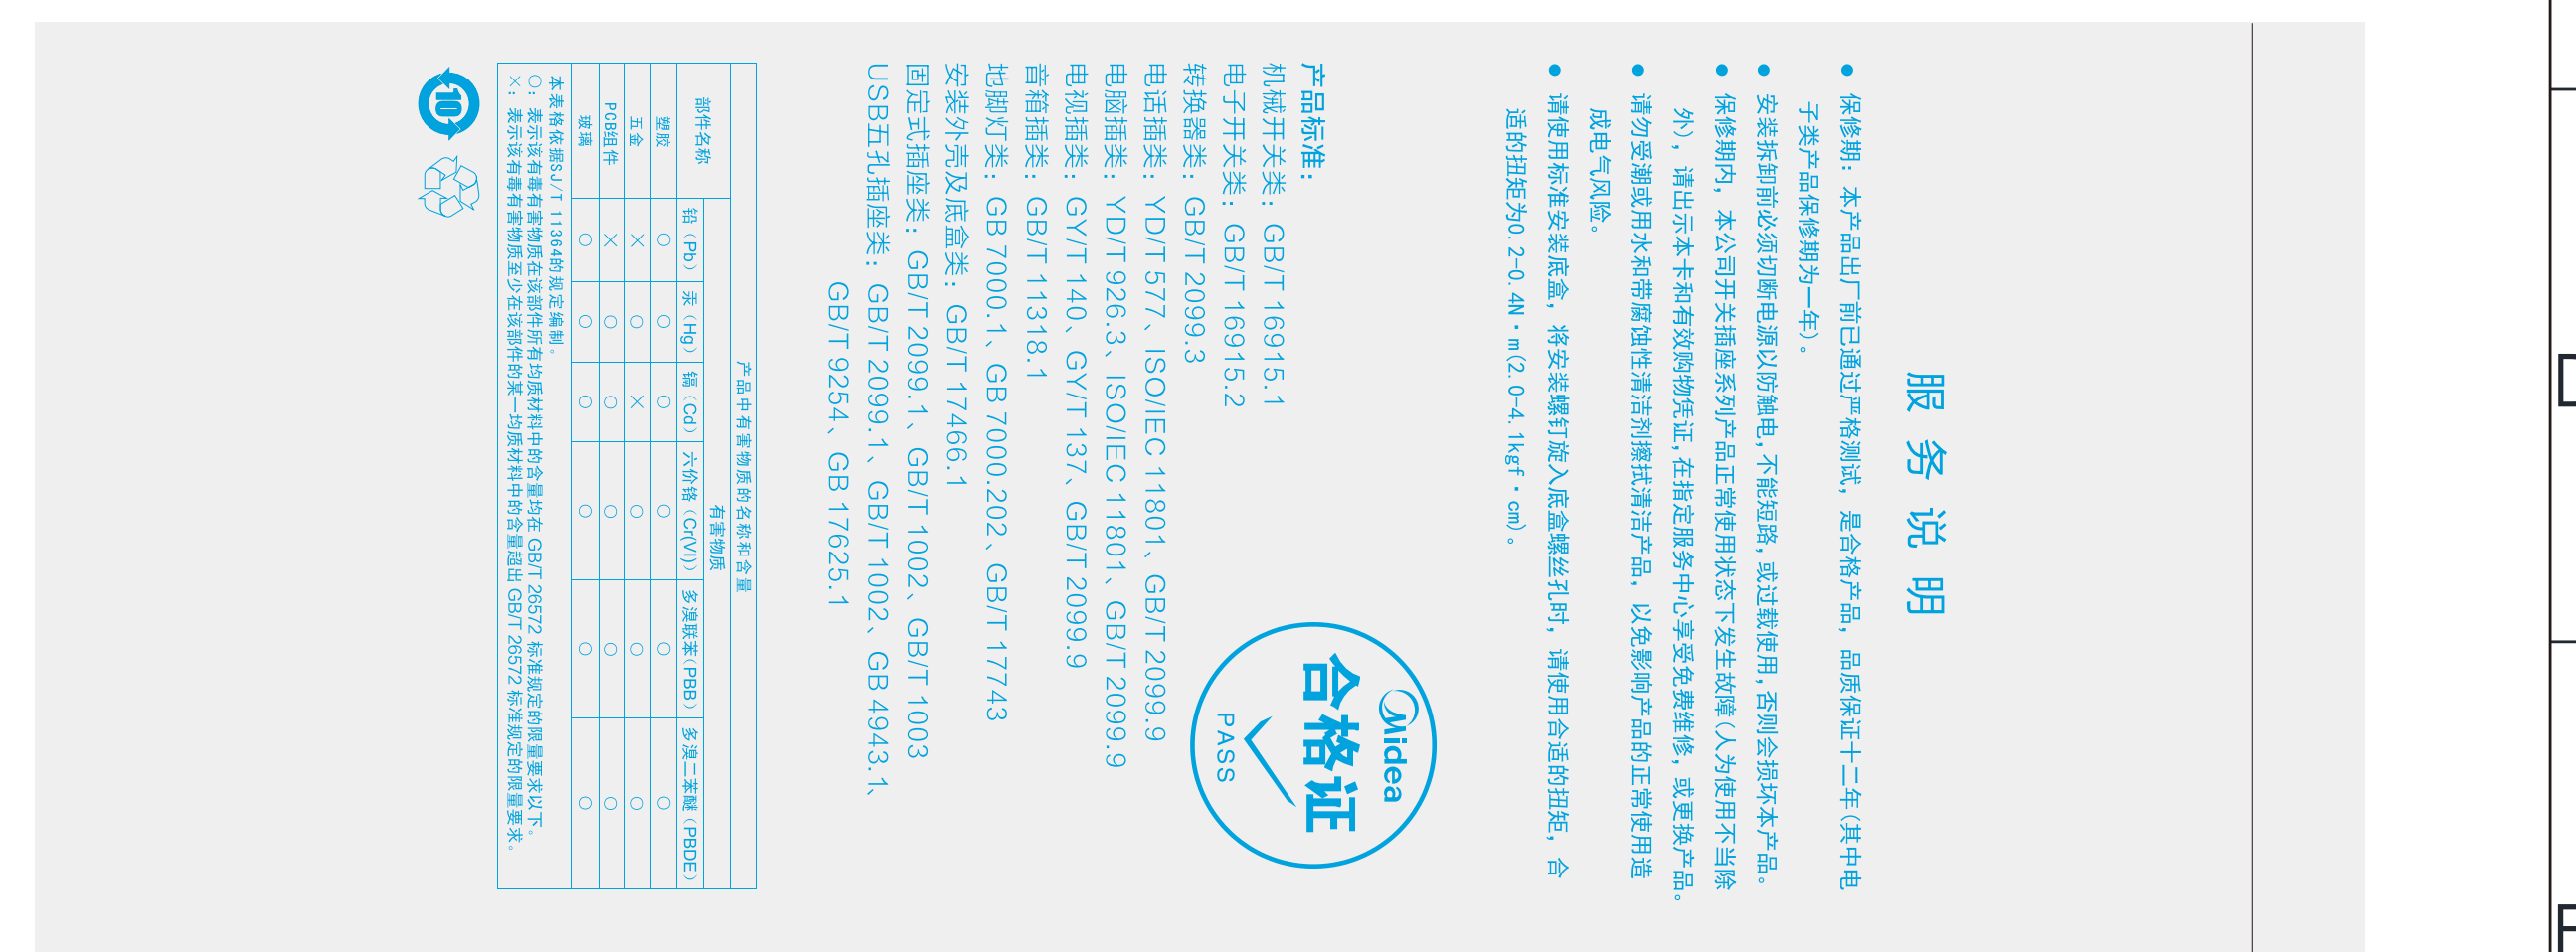 服务说明
● 保修期：本产品出厂前已通过严格测试，是合格产品，品质保证十二年(其中电
子类产品保修期为一年)。
● 安装拆卸前必须切断电源以防触电,不能短路,或过载使用,否则会损坏本产品。
● 保修期内，本公司开关插座系列产品正常使用状态下发生故障(人为使用不当除
外)，请出示本卡和有效购物凭证,在指定服务中心享受免费维修，或更换产品。
● 请勿受潮或用水和带腐蚀性清洁剂擦拭清洁产品，以免影响产品的正常使用造
成电气风险。
● 请使用标准安装底盒，将安装螺钉旋入底盒螺丝孔时，请使用合适的扭矩，合
适的扭矩为0.2-0.4N·m(2.0-4.1kgf·cm)。
Midea
合格证
PASS
产品标准：
机械开关类：GB/T 16915.1
电子开关类：GB/T 16915.2
转换器类：GB/T 2099.3
电话插类：YD/T 577、ISO/IEC 11801、GB/T 2099.9
电脑插类：YD/T 926.3、ISO/IEC 11801、GB/T 2099.9
电视插类：GY/T 140、GY/T 137、GB/T 2099.9
音箱插类：GB/T 11318.1
地脚灯类：GB 7000.1、GB 7000.202、GB/T 17743
安装外壳及底盒类：GB/T 17466.1
固定式插座类：GB/T 2099.1、GB/T 1002、GB/T 1003
USB五孔插座类：GB/T 2099.1、GB/T 1002、GB 4943.1、
GB/T 9254、GB 17625.1
产品中有害物质的名称和含量
部件名称 有害物质
铅（Pb） 汞（Hg） 镉（Cd） 六价铬（Cr(VI)） 多溴联苯（PBB） 多溴二苯醚（PBDE）
塑胶 ○ ○ ○ ○ ○ ○
五金 × ○ × ○ ○ ○
PCB组件 × ○ ○ ○ ○ ○
玻璃 ○ ○ ○ ○ ○ ○
本表格依据SJ/T 11364的规定编制。
○：表示该有毒有害物质在该部件所有均质材料中的含量均在 GB/T 26572 标准规定的限量要求以下。
×：表示该有毒有害物质至少在该部件的某一均质材料中的含量超出 GB/T 26572 标准规定的限量要求。
10